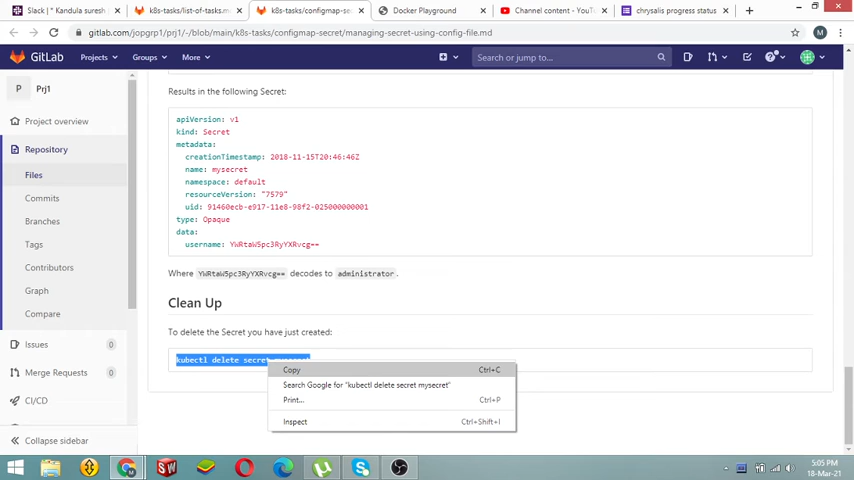 Slack | * Kandula suresh
k8s-tasks/list-of-tasks.m
k8s-tasks/configmap-se
Docker Playground
Channel content - YouT
chrysalis progress status
gitlab.com/jopgrp1/prj1/-/blob/main/k8s-tasks/configmap-secret/managing-secret-using-config-file.md
M
GitLab
Projects
Groups
More
Search or jump to...
P
Prj1
Project overview
Repository
Files
Commits
Branches
Tags
Contributors
Graph
Compare
Issues
0
Merge Requests
0
CI/CD
Collapse sidebar
Results in the following Secret:
apiVersion: v1
kind: Secret
metadata:
creationTimestamp: 2018-11-15T20:46:46Z
name: mysecret
namespace: default
resourceVersion: "7579"
uid: 91460ecb-e917-11e8-98f2-025000000001
type: Opaque
data:
username: YWRtaW5pc3RyYXRvcg==
Where YWRtaW5pc3RyYXRvcg== decodes to administrator.
Clean Up
To delete the Secret you have just created:
kubectl delete secret
Copy Ctrl+C
Search Google for "kubectl delete secret mysecret"
Print... Ctrl+P
Inspect Ctrl+Shift+I
5:05 PM
18-Mar-21